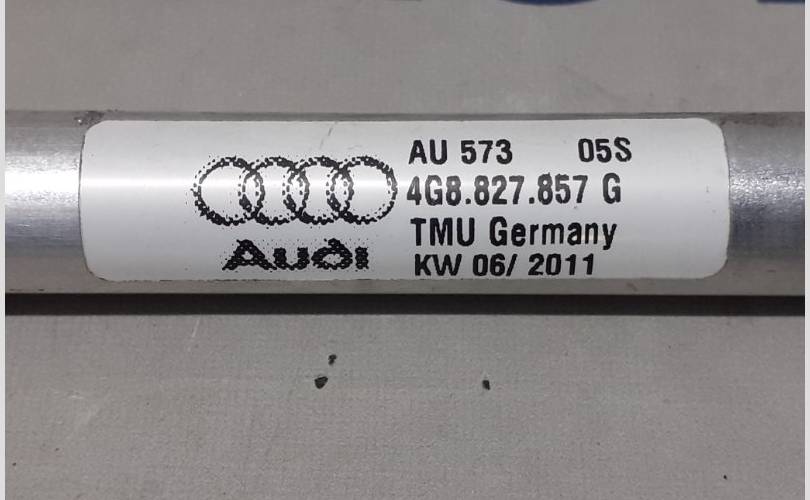 AU 573 05S
4G8.827.857 G
TMU Germany
KW 06/ 2011
Audi